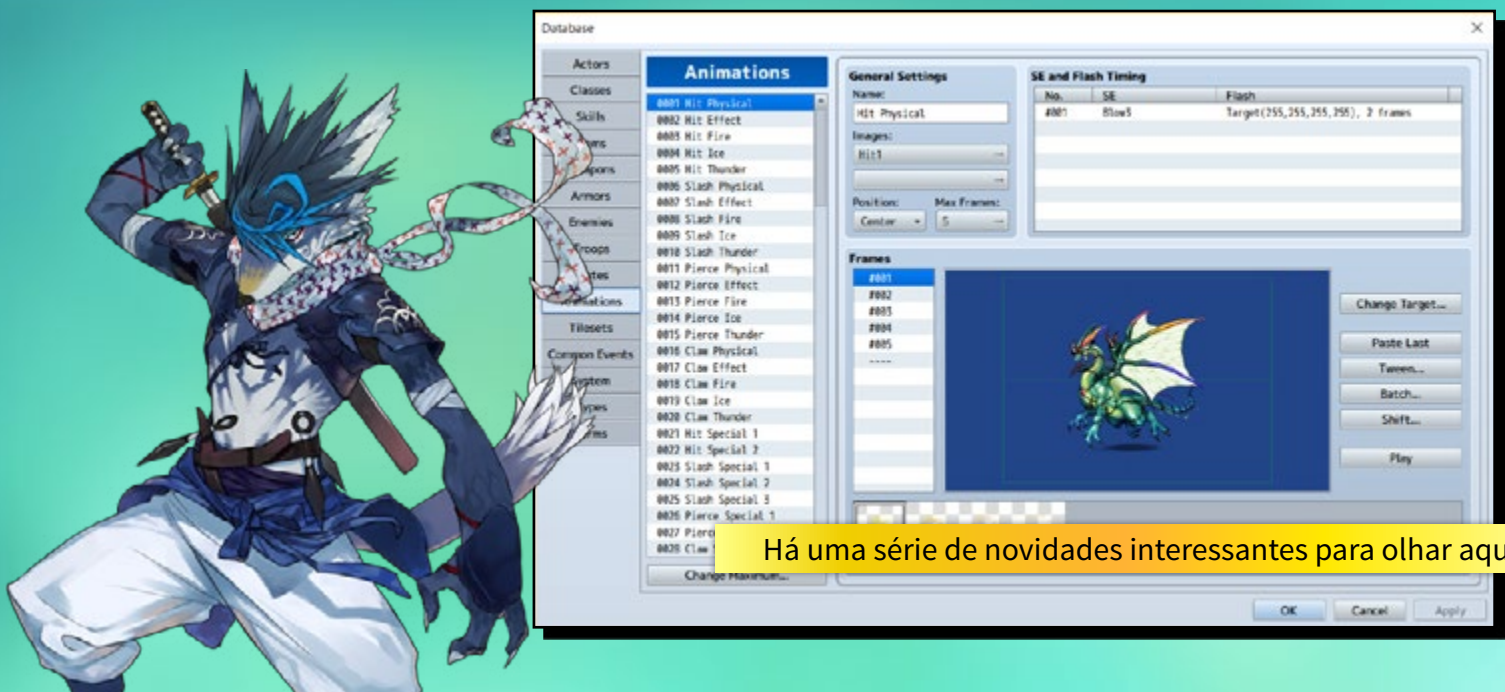 Database
Actors
Classes
Skills
Armors
Enemies
Troops
Tilesets
Common Events
Animations
0001 Hit Physical
0002 Hit Effect
0003 Hit Fire
0004 Hit Ice
0005 Hit Thunder
0006 Slash Physical
0007 Slash Effect
0008 Slash Fire
0009 Slash Ice
0010 Slash Thunder
0011 Pierce Physical
0012 Pierce Effect
0013 Pierce Fire
0014 Pierce Ice
0015 Pierce Thunder
0016 Claw Physical
0017 Claw Effect
0018 Claw Fire
0019 Claw Ice
0020 Claw Thunder
0021 Hit Special 1
0022 Hit Special 2
0023 Slash Special 1
0024 Slash Special 2
0025 Slash Special 3
0026 Pierce Special 1
0027
0028 Claw
Change Maximum...
General Settings
Name:
Hit Physical
Images:
Hit1
Position: Max Frames:
Center 5
SE and Flash Timing
No. SE Flash
#001 Blow3 Target(255,255,255,255), 2 frames
Frames
#001
#002
#003
#004
#005
----
Change Target...
Paste Last
Tween...
Batch...
Shift...
Play
Há uma série de novidades interessantes para olhar aqu
OK Cancel Apply